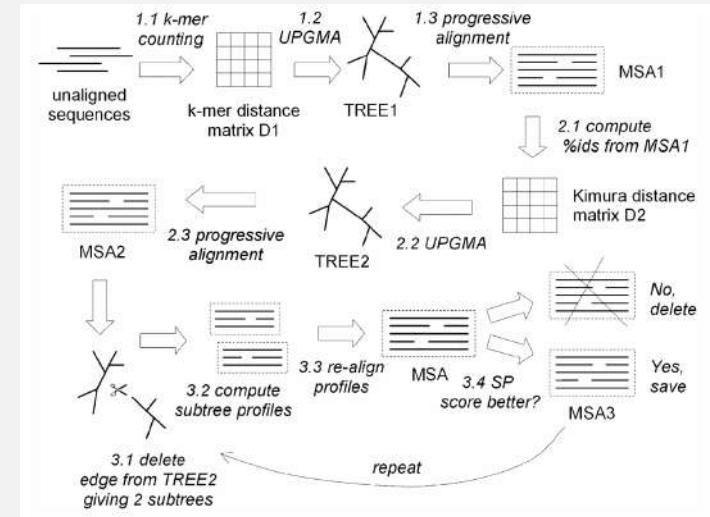 1.1 k-mer
counting
1.2
UPGMA
1.3 progressive
alignment
unaligned
sequences
k-mer distance
matrix D1
TREE1
MSA1
2.1 compute
%ids from MSA1
Kimura distance
matrix D2
2.2 UPGMA
TREE2
2.3 progressive
alignment
MSA2
3.1 delete
edge from TREE2
giving 2 subtrees
3.2 compute
subtree profiles
3.3 re-align
profiles
MSA
3.4 SP
score better?
No,
delete
Yes,
save
MSA3
repeat